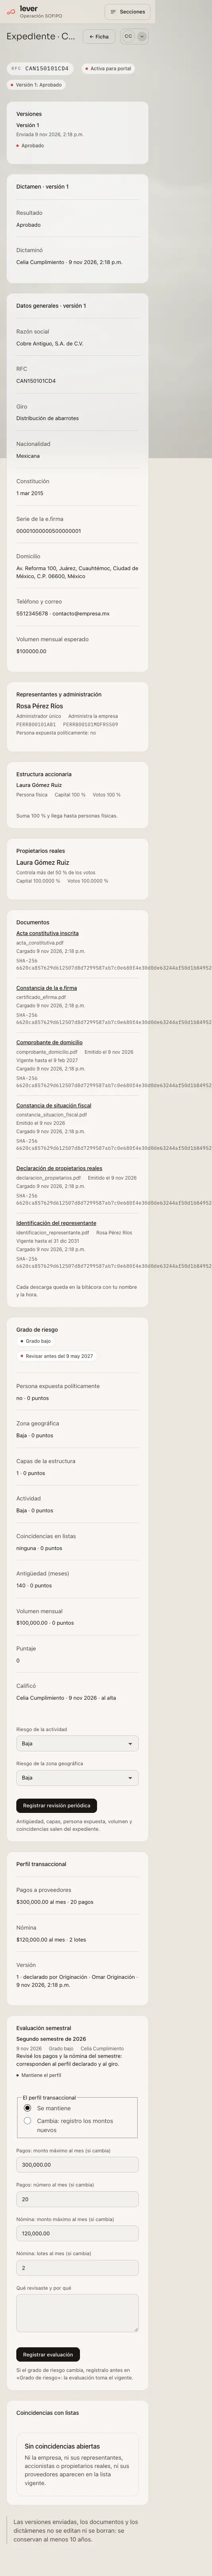 lever
Operación SOFIPO
Secciones
Expediente · C...
← Ficha
CC
RFC CAN150101CD4
Activa para portal
Versión 1: Aprobado
Versiones
Versión 1
Enviada 9 nov 2026, 2:18 p.m.
Aprobado
Dictamen · versión 1
Resultado
Aprobado
Dictaminó
Celia Cumplimiento · 9 nov 2026, 2:18 p.m.
Datos generales · versión 1
Razón social
Cobre Antiguo, S.A. de C.V.
RFC
CAN150101CD4
Giro
Distribución de abarrotes
Nacionalidad
Mexicana
Constitución
1 mar 2015
Serie de la e.firma
00001000000500000001
Domicilio
Av. Reforma 100, Juárez, Cuauhtémoc, Ciudad de
México, C.P. 06600, México
Teléfono y correo
5512345678 · contacto@empresa.mx
Volumen mensual esperado
$100000.00
Representantes y administración
Rosa Pérez Ríos
Administrador único Administra la empresa
Persona expuesta políticamente: no
Estructura accionaria
Laura Gómez Ruiz
Persona física Capital 100 % Votos 100 %
Suma 100 % y llega hasta personas físicas.
Propietarios reales
Laura Gómez Ruiz
Controla más del 50 % de los votos
Capital 100.0000 % Votos 100.0000 %
Documentos
Acta constitutiva inscrita
acta_constitutiva.pdf
Cargado 9 nov 2026, 2:18 p.m.
SHA-256
Constancia de la e.firma
certificado_efirma.pdf
Cargado 9 nov 2026, 2:18 p.m.
SHA-256
Comprobante de domicilio
comprobante_domicilio.pdf Emitido el 9 nov 2026
Vigente hasta el 8 feb 2027
Cargado 9 nov 2026, 2:18 p.m.
SHA-256
Constancia de situación fiscal
constancia_situacion_fiscal.pdf
Emitido el 9 nov 2026
Cargado 9 nov 2026, 2:18 p.m.
SHA-256
Declaración de propietarios reales
declaracion_propietarios.pdf Emitido el 9 nov 2026
Cargado 9 nov 2026, 2:18 p.m.
SHA-256
Identificación del representante
identificacion_representante.pdf Rosa Pérez Ríos
Vigente hasta el 31 dic 2031
Cargado 9 nov 2026, 2:18 p.m.
SHA-256
Cada descarga queda en la bitácora con tu nombre
y la hora.
Grado de riesgo
Grado bajo
Revisar antes del 9 may 2027
Persona expuesta políticamente
no · 0 puntos
Zona geográfica
Baja · 0 puntos
Capas de la estructura
1 · 0 puntos
Actividad
Baja · 0 puntos
Coincidencias en listas
ninguna · 0 puntos
Antigüedad (meses)
140 · 0 puntos
Volumen mensual
$100,000.00 · 0 puntos
Puntaje
0
Calificó
Celia Cumplimiento · 9 nov 2026 · al alta
Riesgo de la actividad
Baja
Riesgo de la zona geográfica
Baja
Registrar revisión periódica
Antigüedad, capas, persona expuesta, volumen y
coincidencias salen del expediente.
Perfil transaccional
Pagos a proveedores
$300,000.00 al mes · 20 pagos
Nómina
$120,000.00 al mes · 2 lotes
Versión
1 · declarado por Originación · Omar Originación ·
9 nov 2026, 2:18 p.m.
Evaluación semestral
Segundo semestre de 2026
9 nov 2026 Grado bajo Celia Cumplimiento
Revisé los pagos y la nómina del semestre:
corresponden al perfil declarado y al giro.
Mantiene el perfil
El perfil transaccional
Se mantiene
Cambia: registro los montos
nuevos
Pagos: monto máximo al mes (si cambia)
300,000.00
Pagos: número al mes (si cambia)
20
Nómina: monto máximo al mes (si cambia)
120,000.00
Nómina: lotes al mes (si cambia)
2
Qué revisaste y por qué
Registrar evaluación
Si el grado de riesgo cambia, regístralo antes en
«Grado de riesgo»: la evaluación toma el vigente.
Coincidencias con listas
Sin coincidencias abiertas
Ni la empresa, ni sus representantes,
accionistas o propietarios reales, ni sus
proveedores aparecen en la lista
vigente.
Las versiones enviadas, los documentos y los
dictámenes no se editan ni se borran: se
conservan al menos 10 años.